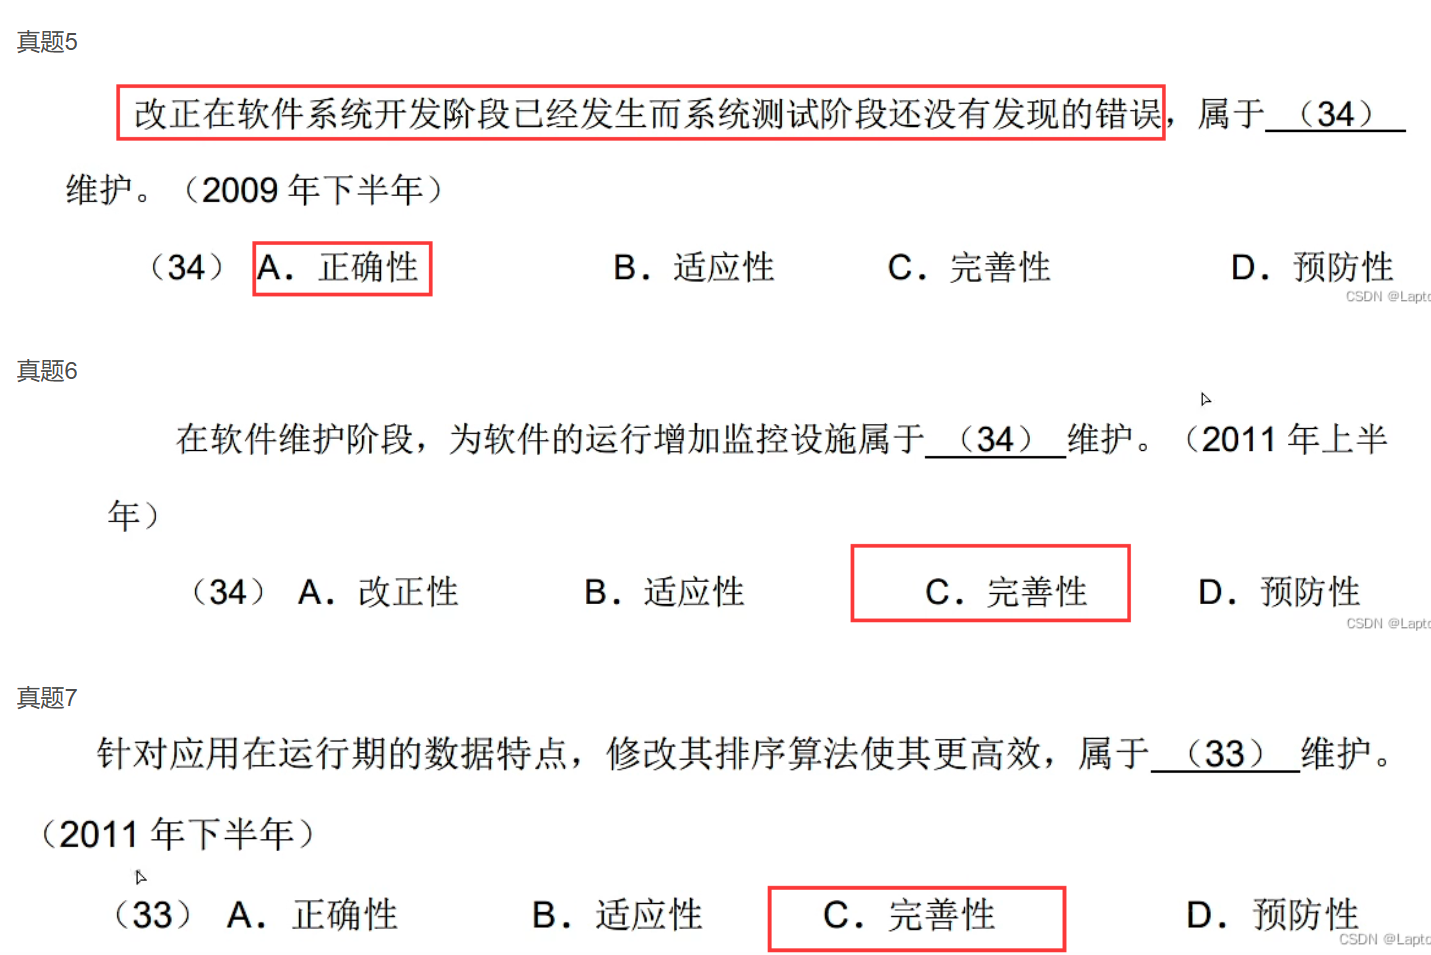 真题5
改正在软件系统开发阶段已经发生而系统测试阶段还没有发现的错误，属于 （34）
维护。（2009 年下半年）
（34） A．正确性 B．适应性 C．完善性 D．预防性
CSDN @Lapto
真题6
在软件维护阶段，为软件的运行增加监控设施属于 （34） 维护。（2011 年上半
年）
（34） A．改正性 B．适应性 C．完善性 D．预防性
CSDN @Lapto
真题7
针对应用在运行期的数据特点，修改其排序算法使其更高效，属于 （33） 维护。
（2011 年下半年）
（33） A．正确性 B．适应性 C．完善性 D．预防性
CSDN @Lapto